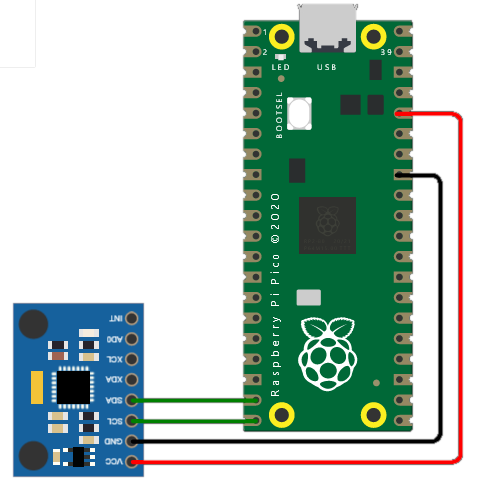 1
2
39
LED
USB
BOOTSEL
Raspberry Pi Pico ©2020
INT
AD0
XCL
XDA
SDA
SCL
GND
VCC